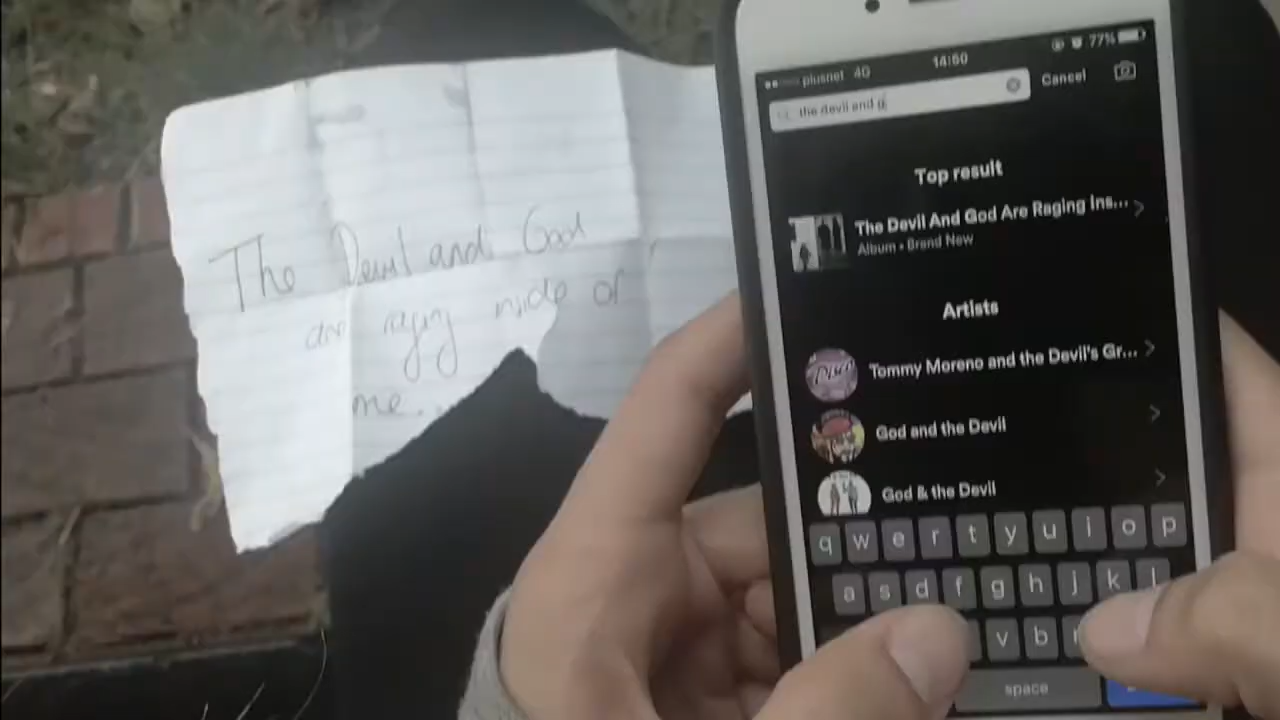 The Devil and God
are raging inside of
me..
plusnet 4G
14:50
77%
the devil and g
Cancel
Top result
The Devil And God Are Raging Ins...
Album • Brand New
Artists
Tommy Moreno and the Devil's Gr...
God and the Devil
God & the Devil
q w e r t y u i o p
a s d f g h j k l
v b
space